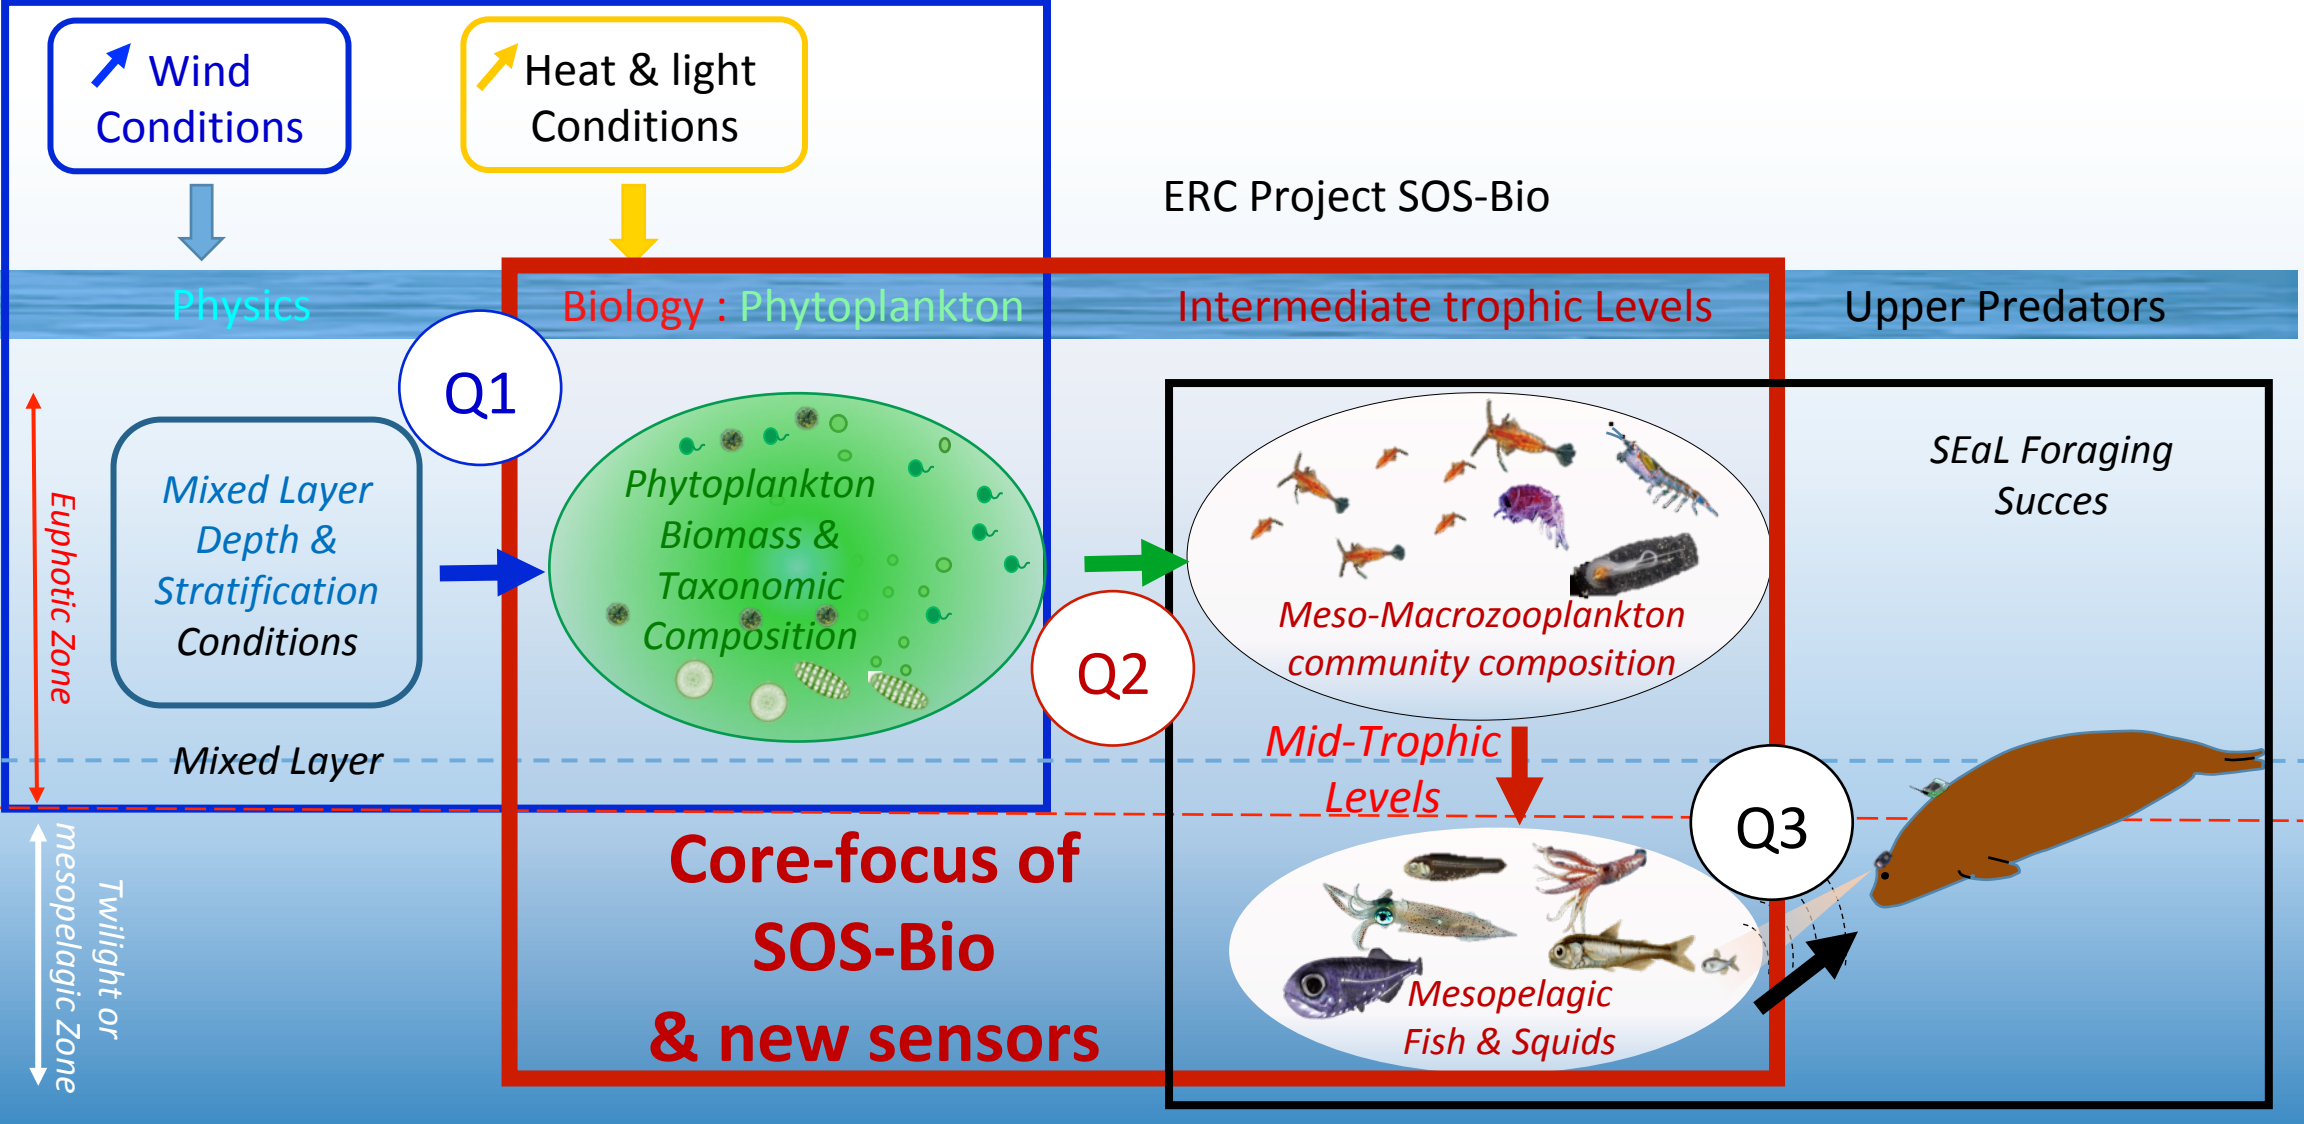 Wind
Conditions
Heat & light
Conditions
ERC Project SOS-Bio
Physics
Biology : Phytoplankton
Intermediate trophic Levels
Upper Predators
Q1
Euphotic Zone
Mixed Layer
Depth &
Stratification
Conditions
Phytoplankton
Biomass &
Taxonomic
Composition
Q2
Meso-Macrozooplankton
community composition
SEaL Foraging
Succes
Mixed Layer
Mid-Trophic
Levels
Q3
Twilight or
mesopelagic Zone
Core-focus of
SOS-Bio
& new sensors
Mesopelagic
Fish & Squids